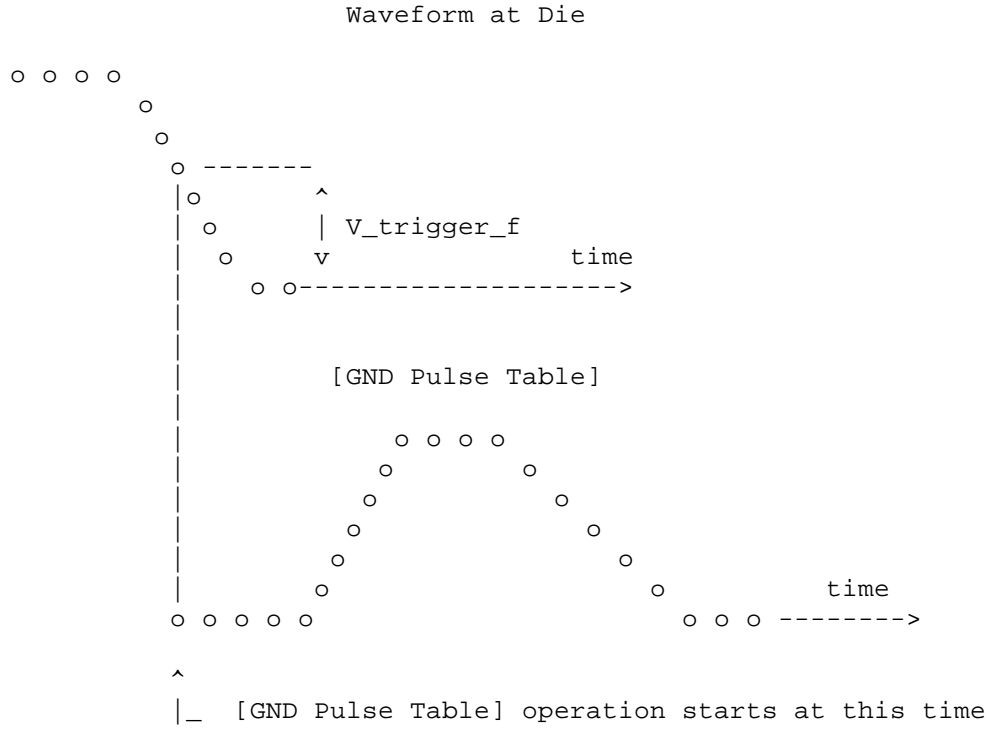 Waveform at Die
V_trigger_f
time
[GND Pulse Table]
time
[GND Pulse Table] operation starts at this time